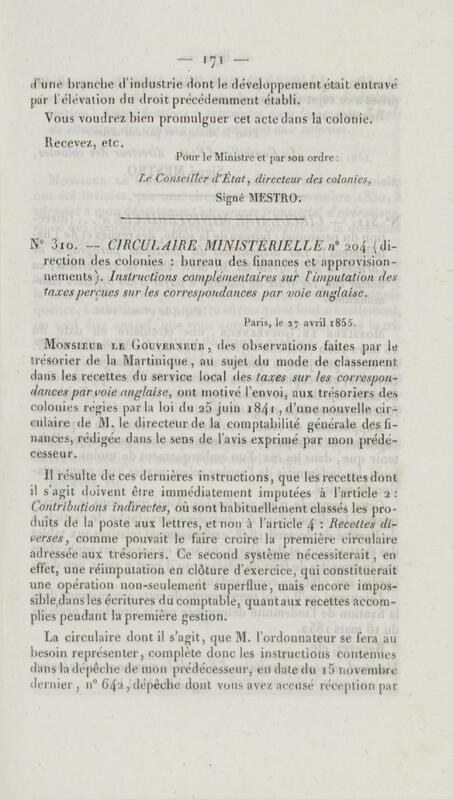 — 171 —
d'une branche d'industrie dont le développement était entravé
par l'élévation du droit précédemment établi.
Vous voudrez bien promulguer cet acte dans la colonie.
Recevez, etc.
Pour le Ministre et par son ordre:
Le Conseiller d'État, directeur des colonies,
Signé MESTRO.
N° 310. — CIRCULAIRE MINISTÉRIELLE n° 204 (di-
rection des colonies : bureau des finances et approvision-
nements). Instructions complémentaires sur l'imputation des
taxes perçues sur les correspondances par voie anglaise.
Paris, le 27 avril 1855.
MONSIEUR LE GOUVERNEUR, des observations faites par le
trésorier de la Martinique, au sujet du mode de classement
dans les recettes du service local des taxes sur les correspon-
dances par voie anglaise, ont motivé l'envoi, aux trésoriers des
colonies régies par la loi du 25 juin 1841, d'une nouvelle cir-
culaire de M. le directeur de la comptabilité générale des fi-
nances, rédigée dans le sens de l'avis exprimé par mon prédé-
cesseur.
Il résulte de ces dernières instructions, que les recettes dont
il s'agit doivent être immédiatement imputées à l'article 2 :
Contributions indirectes, où sont habituellement classés les pro-
duits de la poste aux lettres, et non à l'article 4 : Recettes di-
verses, comme pouvait le faire croire la première circulaire
adressée aux trésoriers. Ce second système nécessiterait, en
effet, une réimputation en clôture d'exercice, qui constituerait
une opération non-seulement superflue, mais encore impos-
sible, dans les écritures du comptable, quant aux recettes accom-
plies pendant la première gestion.
La circulaire dont il s'agit, que M. l'ordonnateur se fera au
besoin représenter, complète donc les instructions contenues
dans la dépêche de mon prédécesseur, en date du 15 novembre
dernier, n° 642, dépêche dont vous avez accusé réception par